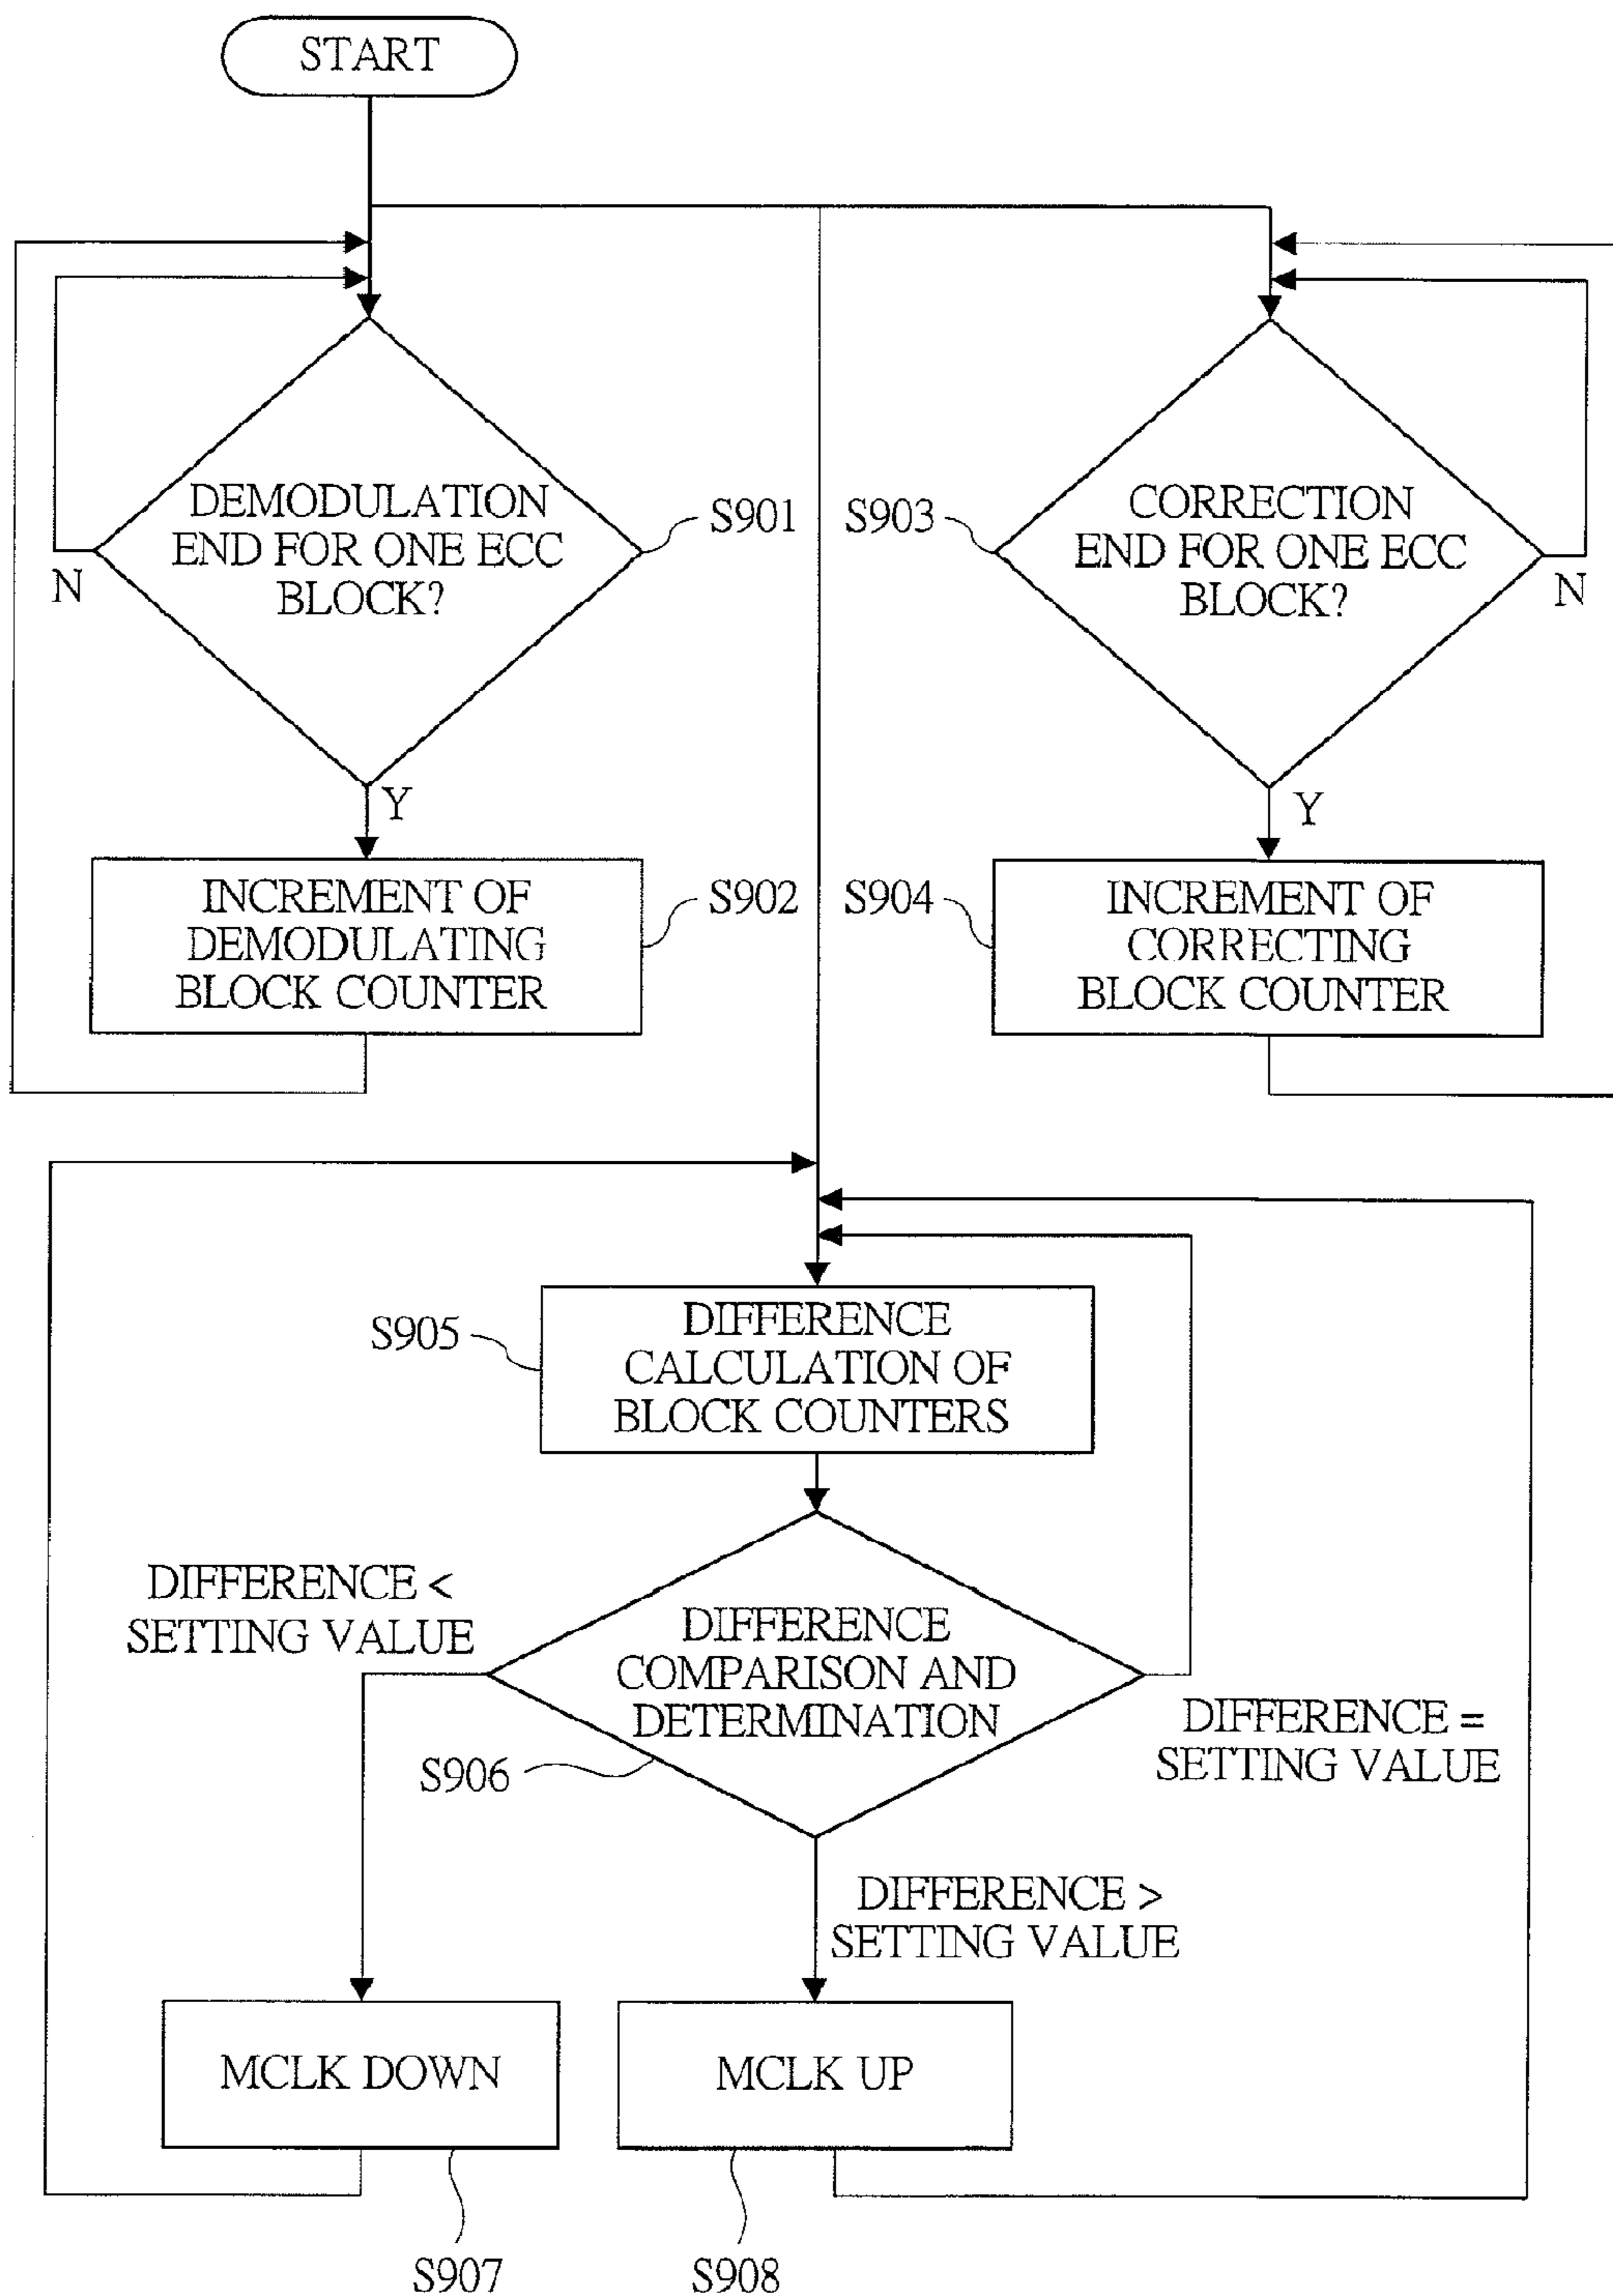 START
DEMODULATION
END FOR ONE ECC
BLOCK?
N
Y
S901
S903
CORRECTION
END FOR ONE ECC
BLOCK?
N
Y
INCREMENT OF
DEMODULATING
BLOCK COUNTER
S902
S904
INCREMENT OF
CORRECTING
BLOCK COUNTER
S905
DIFFERENCE
CALCULATION OF
BLOCK COUNTERS
DIFFERENCE <
SETTING VALUE
DIFFERENCE
COMPARISON AND
DETERMINATION
S906
DIFFERENCE =
SETTING VALUE
DIFFERENCE >
SETTING VALUE
MCLK DOWN
MCLK UP
S907
S908